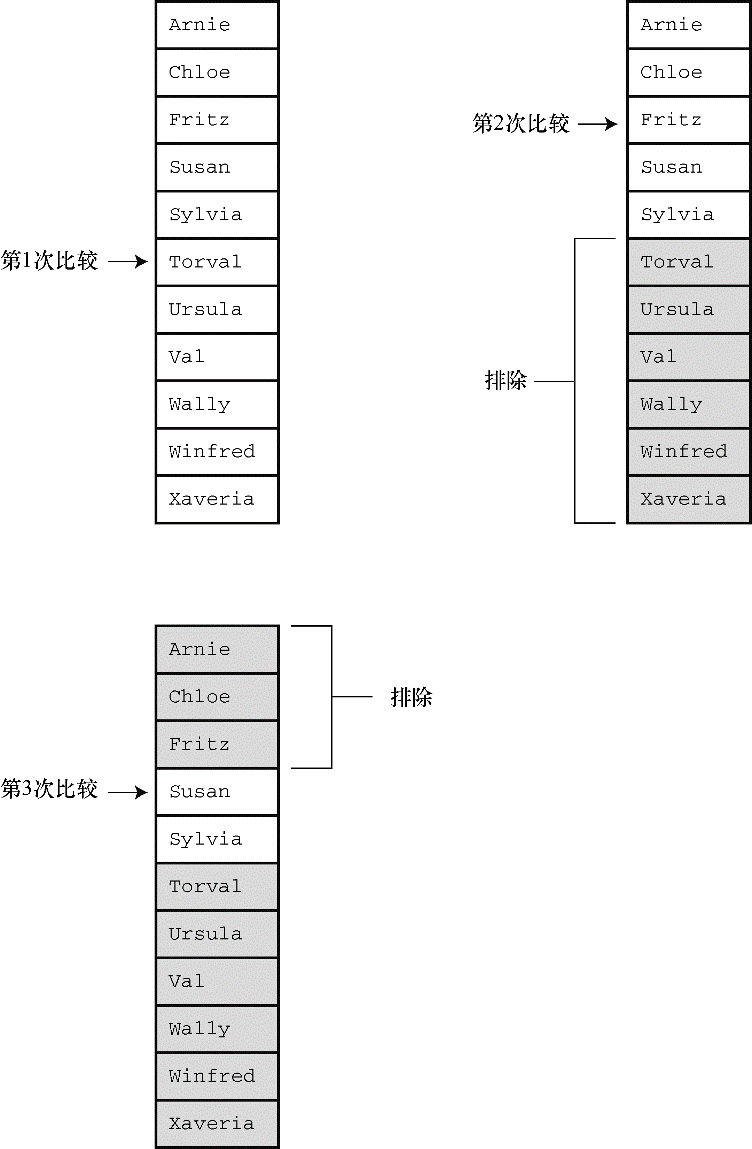 Arnie
Chloe
Fritz
Susan
Sylvia
第1次比较
Torval
Ursula
Val
Wally
Winfred
Xaveria
Arnie
Chloe
第2次比较
Fritz
Susan
Sylvia
Torval
Ursula
Val
排除
Wally
Winfred
Xaveria
Arnie
Chloe
排除
Fritz
第3次比较
Susan
Sylvia
Torval
Ursula
Val
Wally
Winfred
Xaveria